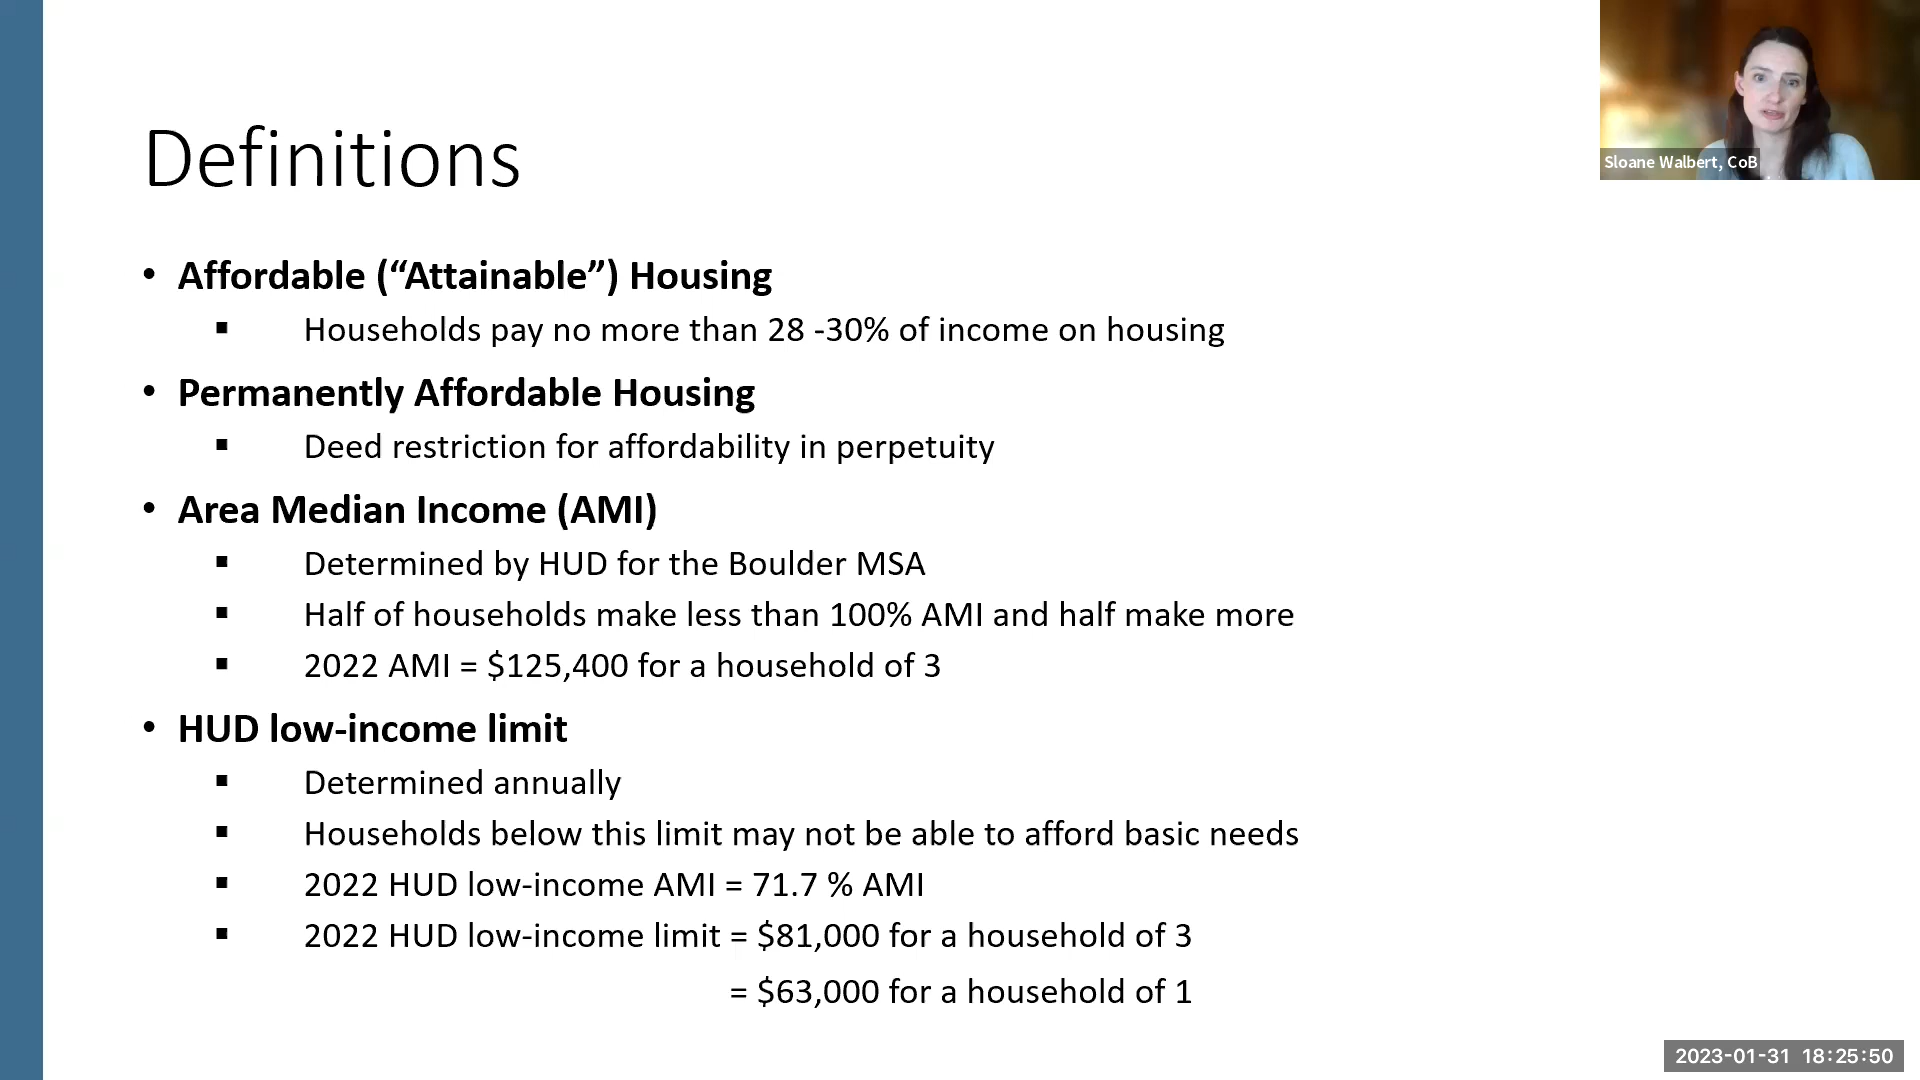 Definitions
Sloane Walbert, CoB
• Affordable (“Attainable”) Housing
▪ Households pay no more than 28 -30% of income on housing
• Permanently Affordable Housing
▪ Deed restriction for affordability in perpetuity
• Area Median Income (AMI)
▪ Determined by HUD for the Boulder MSA
▪ Half of households make less than 100% AMI and half make more
▪ 2022 AMI = $125,400 for a household of 3
• HUD low-income limit
▪ Determined annually
▪ Households below this limit may not be able to afford basic needs
▪ 2022 HUD low-income AMI = 71.7 % AMI
▪ 2022 HUD low-income limit = $81,000 for a household of 3
= $63,000 for a household of 1
2023-01-31 18:25:50